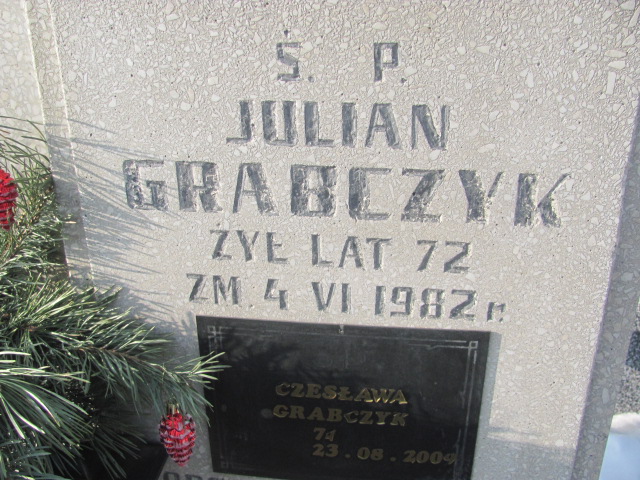 Ś. P.
JULIAN
GRABCZYK
ŻYŁ LAT 72
ZM. 4 VI 1982 r.
CZESŁAWA
GRABCZYK
74
23.08.2004